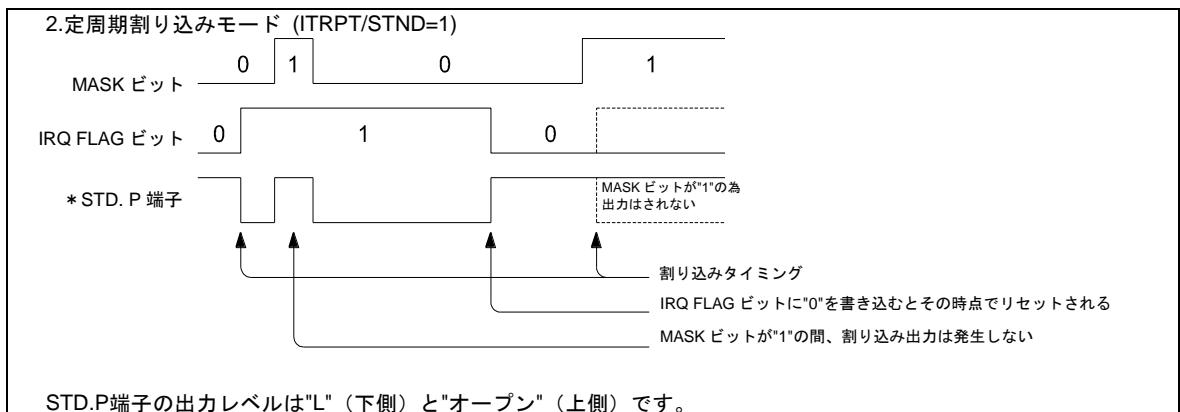 2.定周期割り込みモード (ITRPT/STND=1)
MASK ビット 0 1 0 1
IRQ FLAG ビット 0 1 0
*STD. P 端子
MASK ビットが"1"の為
出力はされない
割り込みタイミング
IRQ FLAG ビットに"0"を書き込むとその時点でリセットされる
MASK ビットが"1"の間、割り込み出力は発生しない
STD.P端子の出力レベルは"L"(下側)と"オープン"(上側)です。